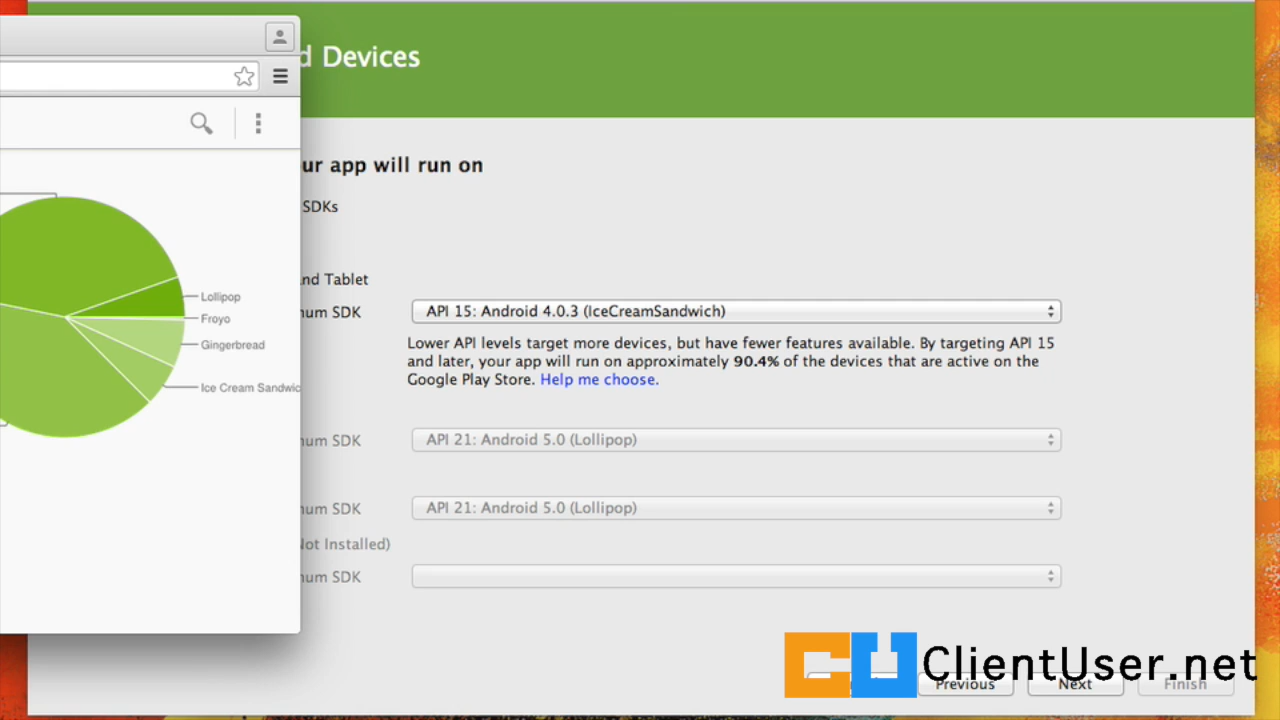 d Devices
ur app will run on
SDKs
nd Tablet
num SDK
API 15: Android 4.0.3 (IceCreamSandwich)
Lower API levels target more devices, but have fewer features available. By targeting API 15
and later, your app will run on approximately 90.4% of the devices that are active on the
Google Play Store. Help me choose.
Lollipop
Froyo
Gingerbread
Ice Cream Sandwic
num SDK
API 21: Android 5.0 (Lollipop)
num SDK
API 21: Android 5.0 (Lollipop)
Not Installed)
num SDK
CU ClientUser.net
Previous
Next
Finish